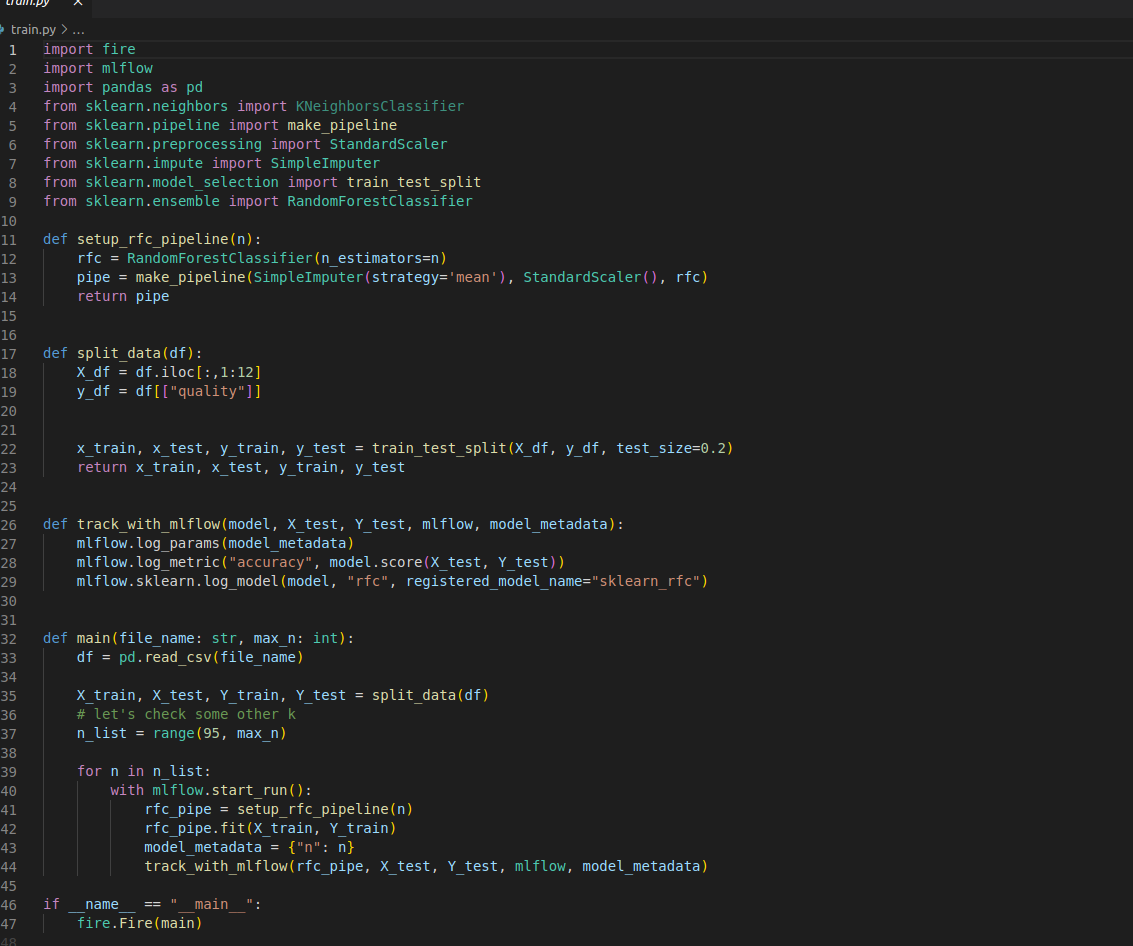 train.py ×
train.py > ...
1 import fire
2 import mlflow
3 import pandas as pd
4 from sklearn.neighbors import KNeighborsClassifier
5 from sklearn.pipeline import make_pipeline
6 from sklearn.preprocessing import StandardScaler
7 from sklearn.impute import SimpleImputer
8 from sklearn.model_selection import train_test_split
9 from sklearn.ensemble import RandomForestClassifier
10
11 def setup_rfc_pipeline(n):
12     rfc = RandomForestClassifier(n_estimators=n)
13     pipe = make_pipeline(SimpleImputer(strategy='mean'), StandardScaler(), rfc)
14     return pipe
15
16
17 def split_data(df):
18     X_df = df.iloc[:,1:12]
19     y_df = df[["quality"]]
20
21
22     x_train, x_test, y_train, y_test = train_test_split(X_df, y_df, test_size=0.2)
23     return x_train, x_test, y_train, y_test
24
25
26 def track_with_mlflow(model, X_test, Y_test, mlflow, model_metadata):
27     mlflow.log_params(model_metadata)
28     mlflow.log_metric("accuracy", model.score(X_test, Y_test))
29     mlflow.sklearn.log_model(model, "rfc", registered_model_name="sklearn_rfc")
30
31
32 def main(file_name: str, max_n: int):
33     df = pd.read_csv(file_name)
34
35     X_train, X_test, Y_train, Y_test = split_data(df)
36     # let's check some other k
37     n_list = range(95, max_n)
38
39     for n in n_list:
40         with mlflow.start_run():
41             rfc_pipe = setup_rfc_pipeline(n)
42             rfc_pipe.fit(X_train, Y_train)
43             model_metadata = {"n": n}
44             track_with_mlflow(rfc_pipe, X_test, Y_test, mlflow, model_metadata)
45
46 if __name__ == "__main__":
47     fire.Fire(main)
48